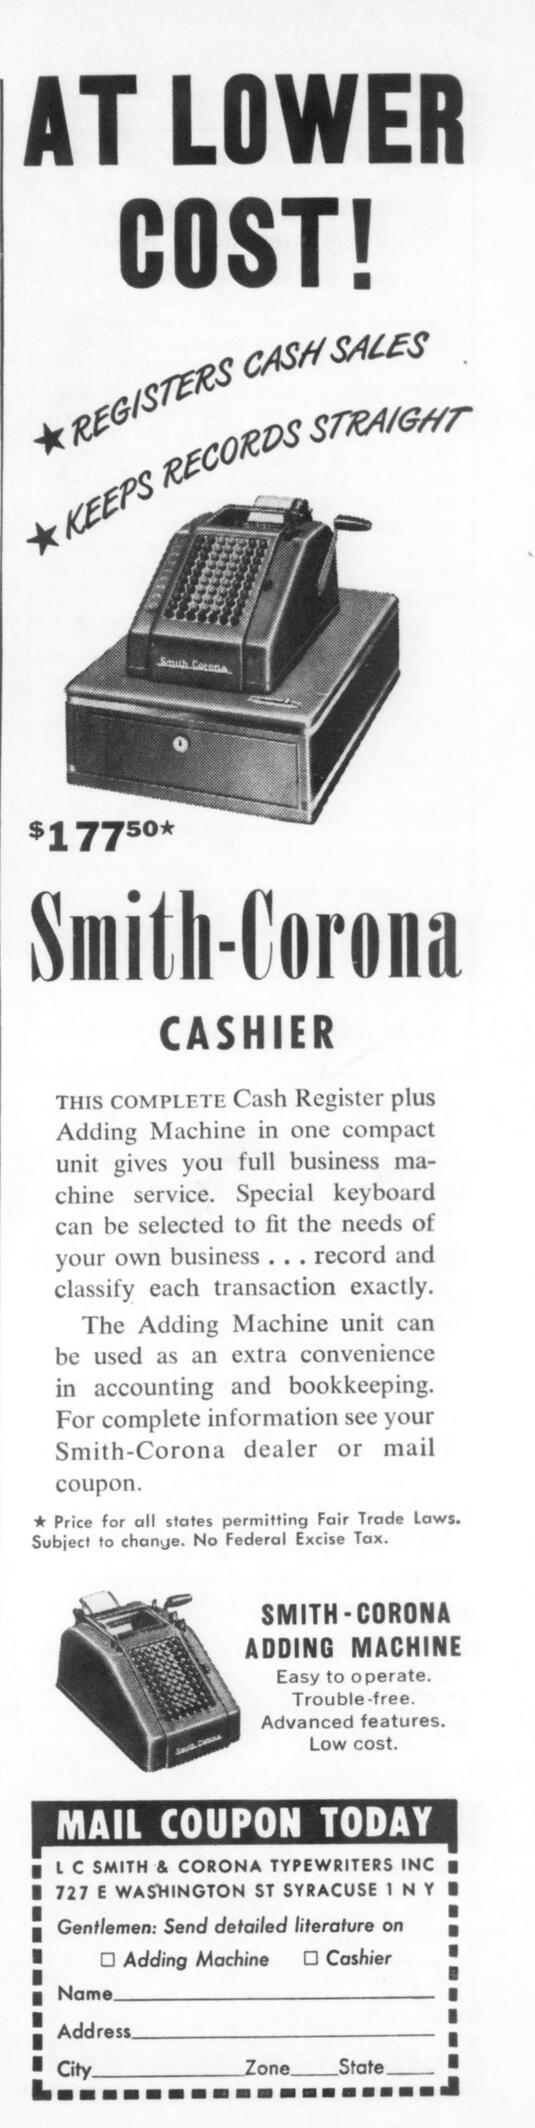 AT LOWER
COST!
★ REGISTERS CASH SALES
★ KEEPS RECORDS STRAIGHT
Smith-Corona
$177 50★
Smith-Corona
CASHIER
THIS COMPLETE Cash Register plus
Adding Machine in one compact
unit gives you full business ma-
chine service. Special keyboard
can be selected to fit the needs of
your own business . . . record and
classify each transaction exactly.
The Adding Machine unit can
be used as an extra convenience
in accounting and bookkeeping.
For complete information see your
Smith-Corona dealer or mail
coupon.
★ Price for all states permitting Fair Trade Laws.
Subject to change. No Federal Excise Tax.
SMITH-CORONA
ADDING MACHINE
Easy to operate.
Trouble-free.
Advanced features.
Low cost.
Smith-Corona
MAIL COUPON TODAY
L C SMITH & CORONA TYPEWRITERS INC
727 E WASHINGTON ST SYRACUSE 1 N Y
Gentlemen: Send detailed literature on
☐ Adding Machine ☐ Cashier
Name
Address
City Zone State